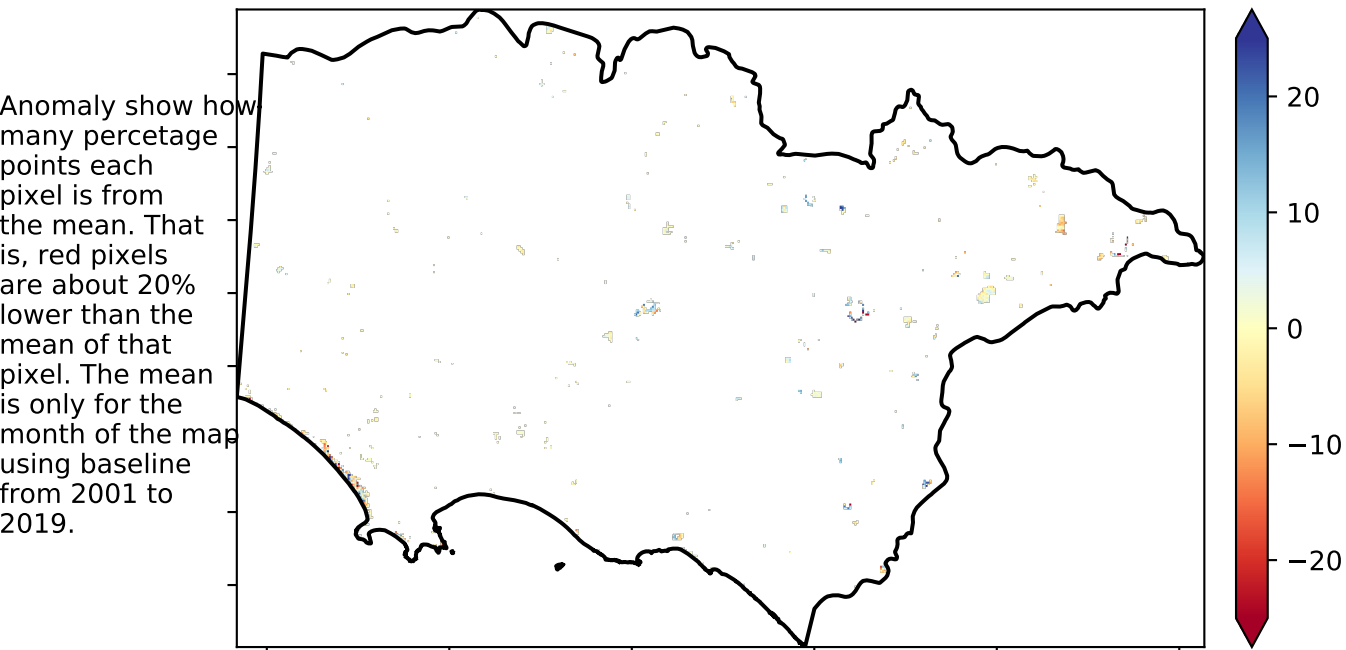 Anomaly show how
many percetage
points each
pixel is from
the mean. That
is, red pixels
are about 20%
lower than the
mean of that
pixel. The mean
is only for the
month of the map
using baseline
from 2001 to
2019.
20
10
0
−10
−20